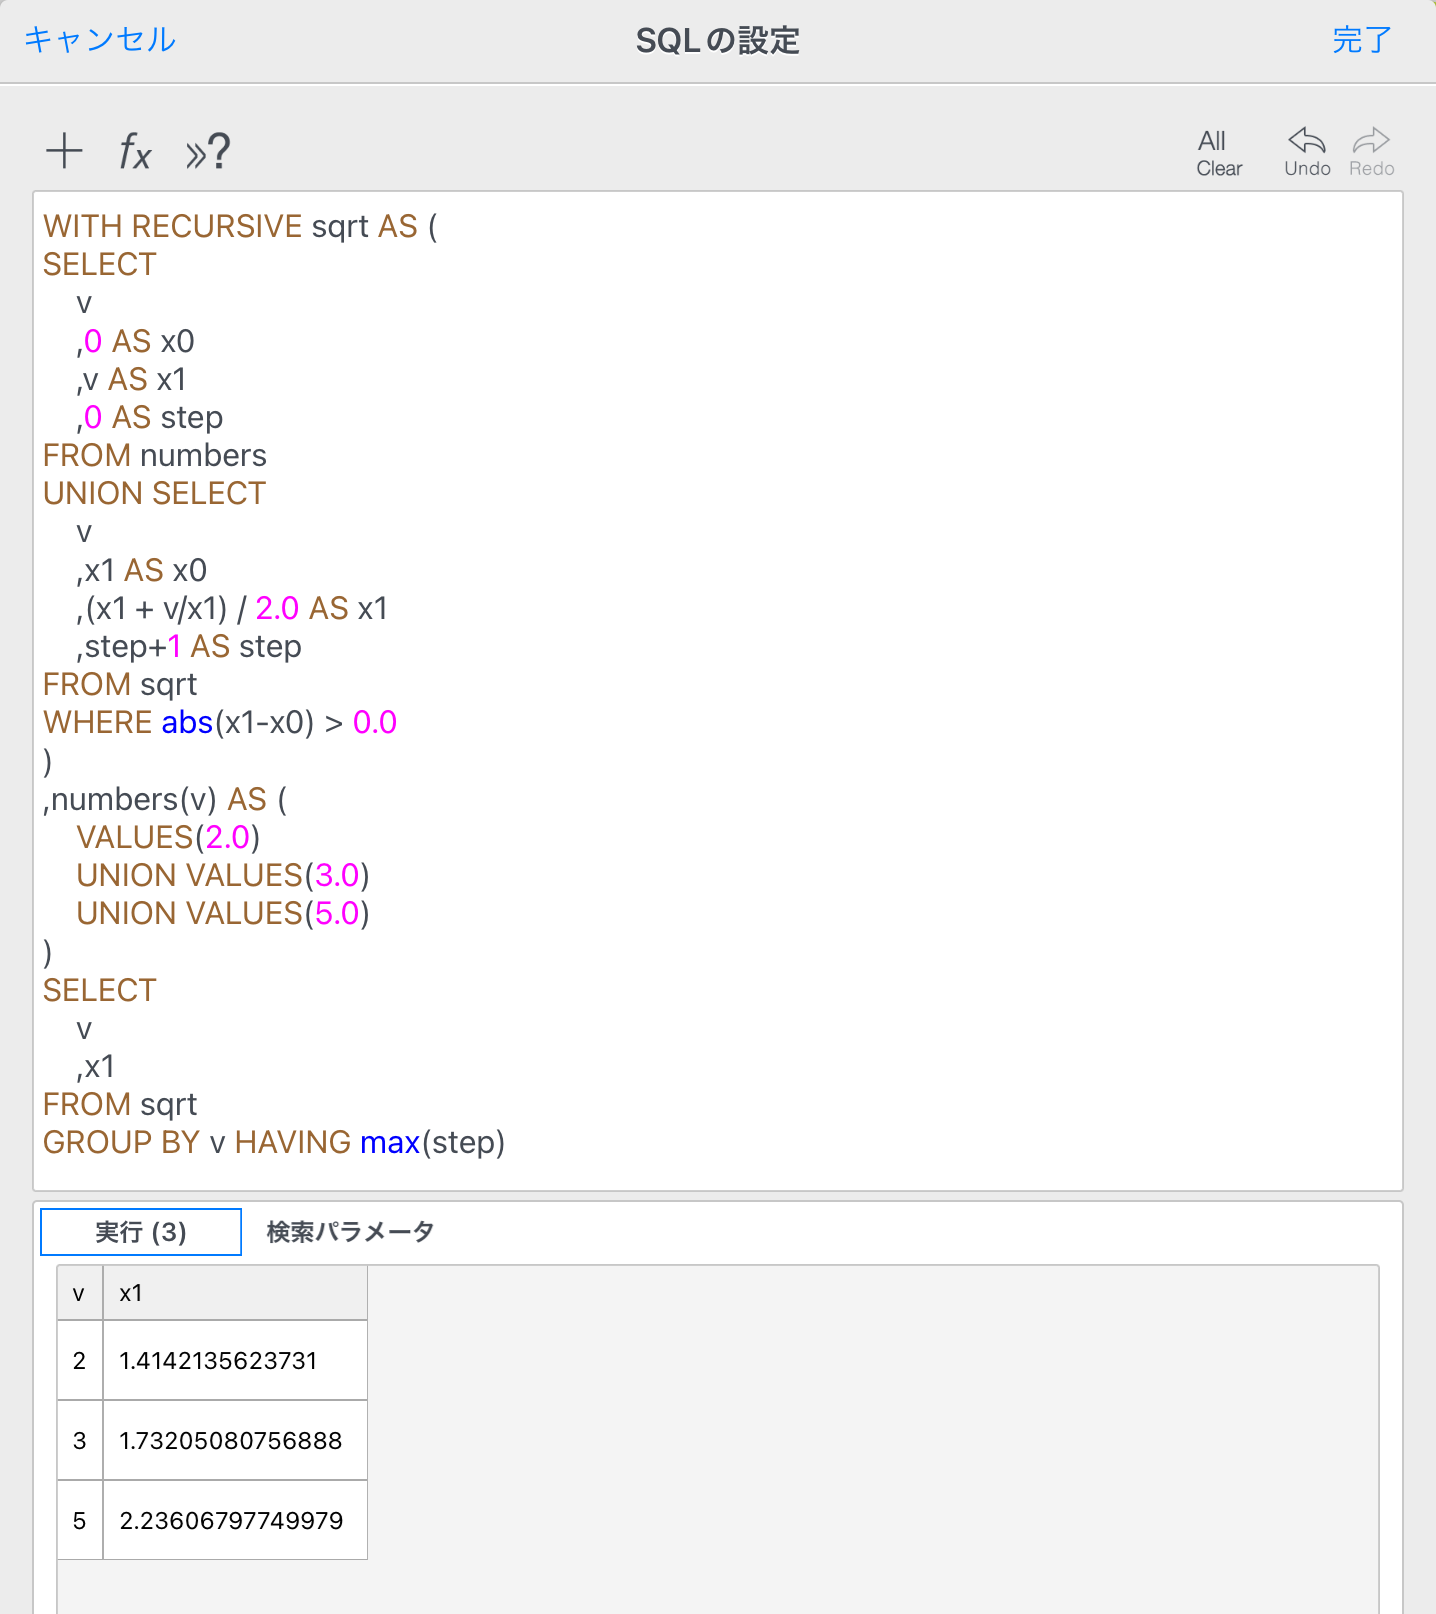 キャンセル SQLの設定 完了
fx »? All Clear Undo Redo
WITH RECURSIVE sqrt AS (
SELECT
v
,0 AS x0
,v AS x1
,0 AS step
FROM numbers
UNION SELECT
v
,x1 AS x0
,(x1 + v/x1) / 2.0 AS x1
,step+1 AS step
FROM sqrt
WHERE abs(x1-x0) > 0.0
)
,numbers(v) AS (
VALUES(2.0)
UNION VALUES(3.0)
UNION VALUES(5.0)
)
SELECT
v
,x1
FROM sqrt
GROUP BY v HAVING max(step)
実行 (3) 検索パラメータ
v x1
2 1.4142135623731
3 1.73205080756888
5 2.23606797749979